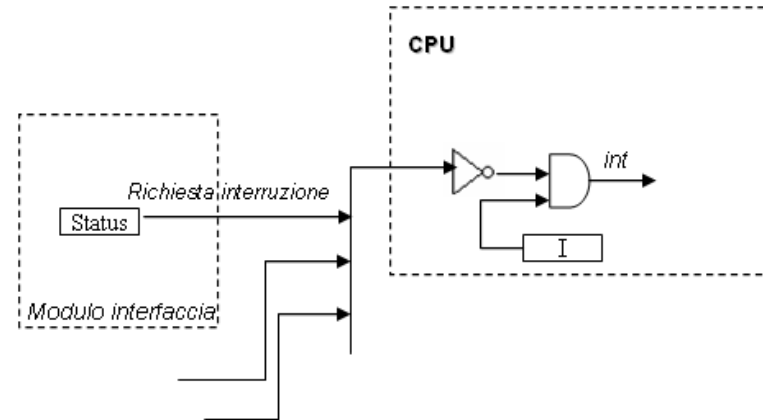 CPU
int
Richiesta interruzione
Status
I
Modulo interfaccia